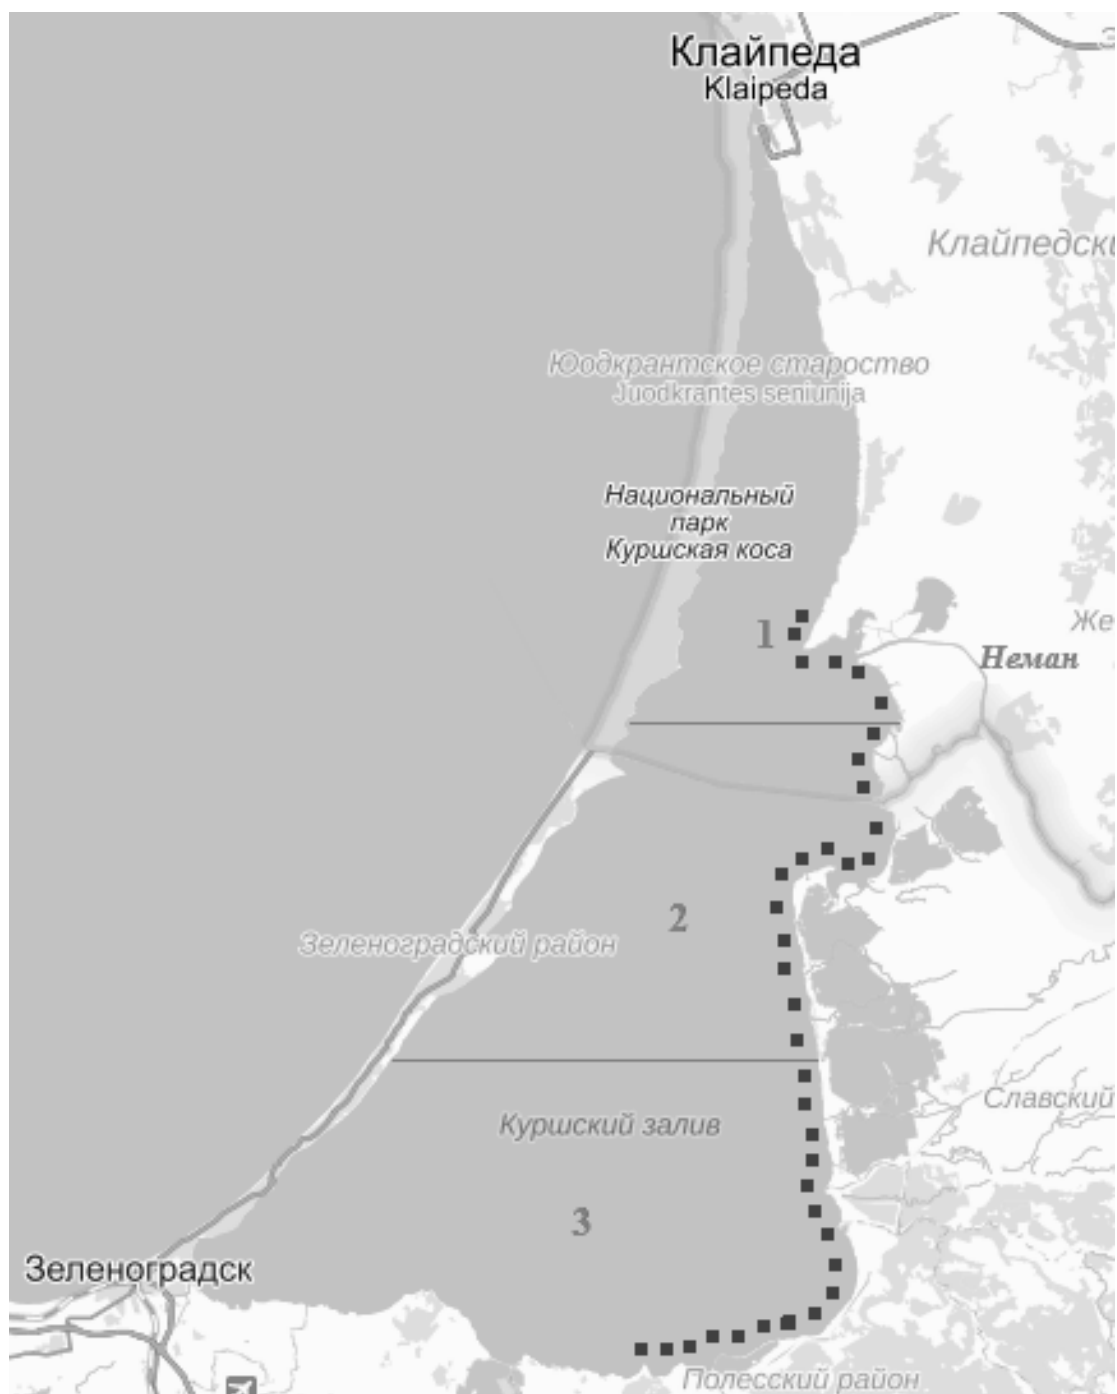 Клайпеда
Klaipeda
Клайпедски
Юодкрантское староство
Juodkrantes seniunija
Национальный
парк
Куршская коса
1
Же
Неман
2
Зеленоградский район
Славский
Куршский залив
3
Зеленоградск
Полесский район